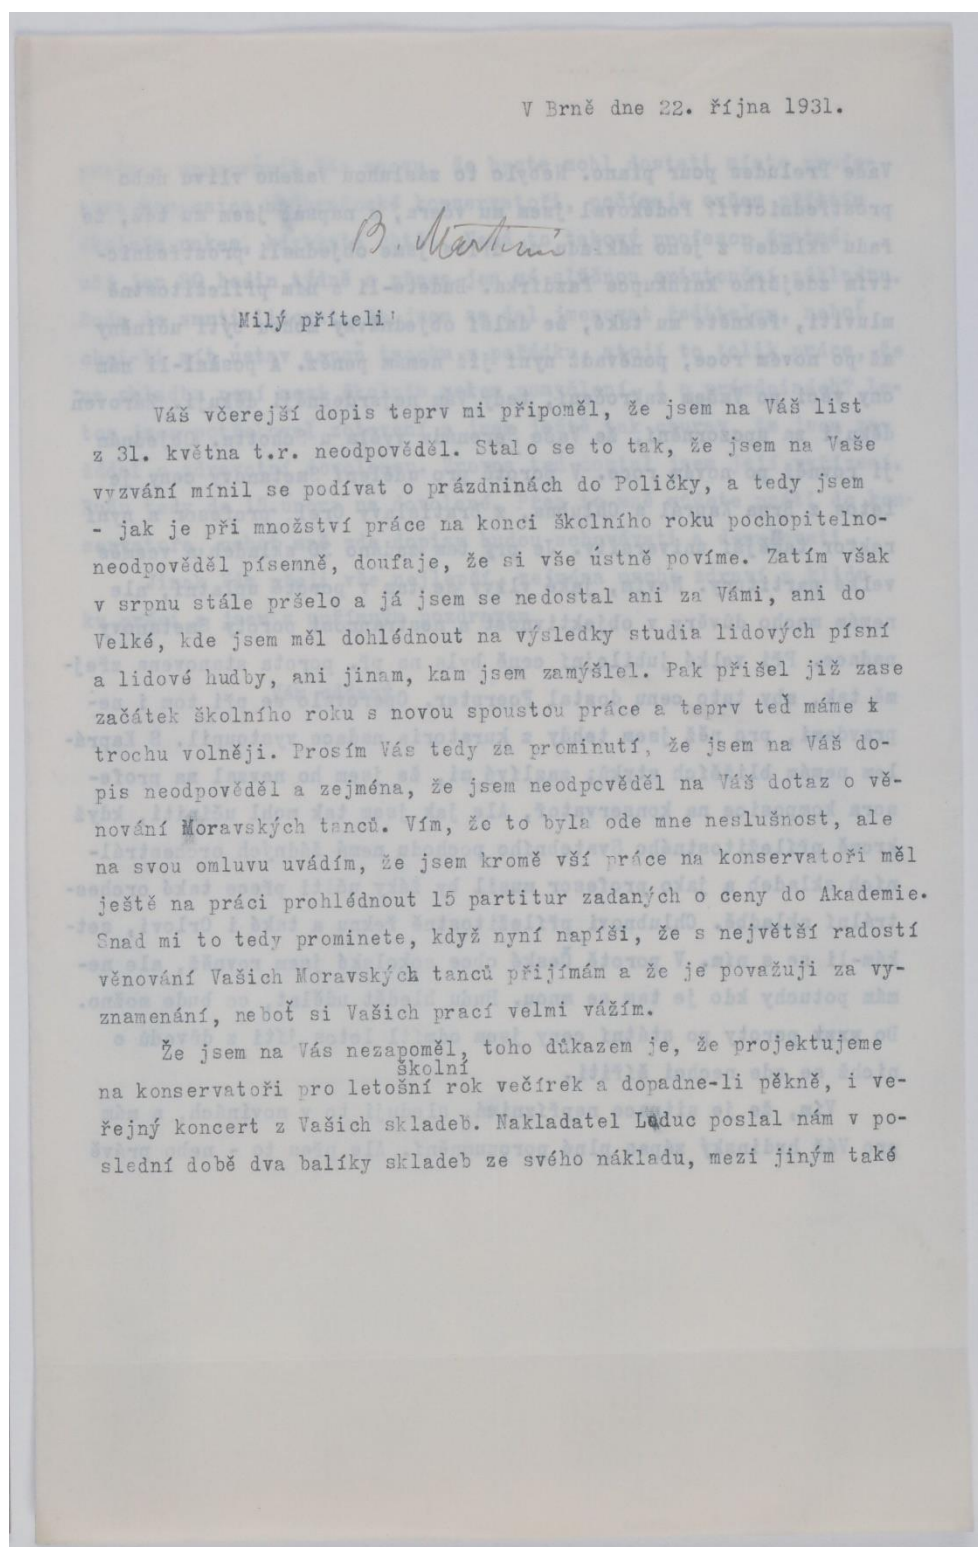 V Brně dne 22. října 1931.
B. Martinů
Milý příteli!
Váš včerejší dopis teprv mi připoměl, že jsem na Váš list
z 31. května t.r. neodpověděl. Stalo se to tak, že jsem na Vaše
vyzvání mínil se podívat o prázdninách do Poličky, a tedy jsem
- jak je při množství práce na konci školního roku pochopitelno-
neodpověděl písemně, doufaje, že si vše ústně povíme. Zatím však
v srpnu stále pršelo a já jsem se nedostal ani za Vámi, ani do
Velké, kde jsem měl dohlédnout na výsledky studia lidových písní
a lidové hudby, ani jinam, kam jsem zamýšlel. Pak přišel již zase
začátek školního roku s novou spoustou práce a teprv teď máme
trochu volněji. Prosím Vás tedy za prominutí, že jsem na Váš do-
pis neodpověděl a zejména, že jsem neodpověděl na Váš dotaz o vě-
nování Moravských tanců. Vím, že to byla ode mne neslušnost, ale
na svou omluvu uvádím, že jsem kromě vší práce na konservatoři měl
ještě na práci prohlédnout 15 partitur zadaných o ceny do Akademie.
Snad mi to tedy prominete, když nyní napíši, že s největší radostí
věnování Vašich Moravských tanců přijímám a že je považuji za vy-
znamenání, neboť si Vašich prací velmi vážím.
Že jsem na Vás nezapoměl, toho důkazem je, že projektujeme
školní
na konservatoři pro letošní rok večírek a dopadne-li pěkně, i ve-
řejný koncert z Vašich skladeb. Nakladatel Leduc poslal nám v po-
slední době dva balíky skladeb ze svého nákladu, mezi jiným také